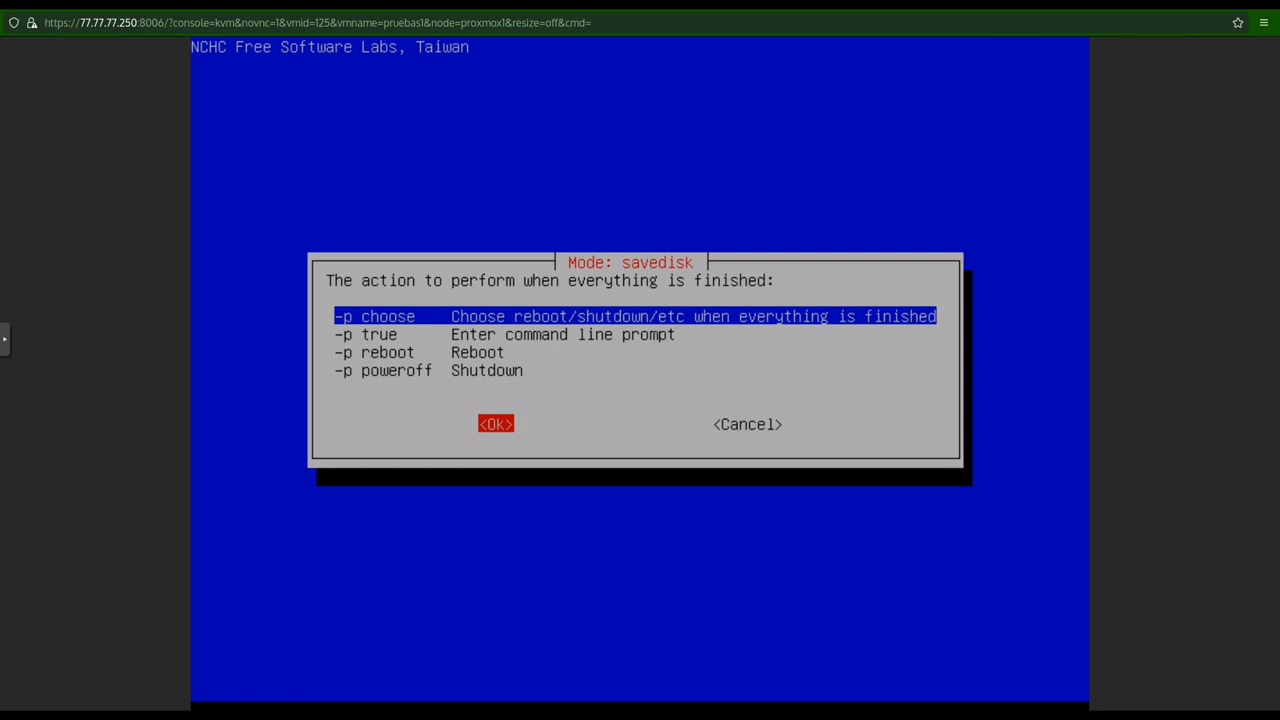 https://77.77.77.250:8006/?console=kvm&novnc=1&vmid=125&vmname=pruebas1&node=proxmox1&resize=off&cmd=
NCHC Free Software Labs, Taiwan
Mode: savedisk
The action to perform when everything is finished:
-p choose Choose reboot/shutdown/etc when everything is finished
-p true Enter command line prompt
-p reboot Reboot
-p poweroff Shutdown
<Ok> <Cancel>